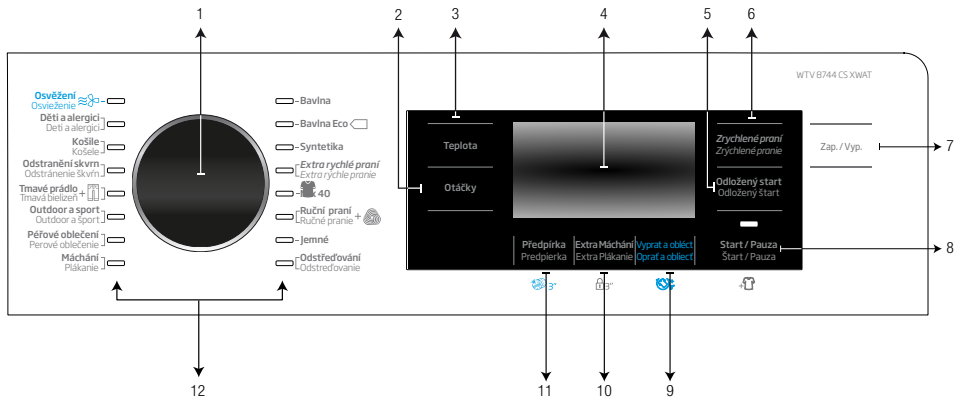 1
2
3
4
5
6
WTV 8744 CS XWAT
Osvěžení
Osvieženie
Děti a alergici
Deti a alergici
Košile
Košele
Odstranění skvrn
Odstránenie škvŕn
Tmavé prádlo +
Tmavá bielizeň
Outdoor a sport
Outdoor a šport
Péřové oblečení
Perové oblečenie
Máchání
Plákanie
Bavlna
Bavlna Eco
Syntetika
Extra rychlé praní
Extra rýchle pranie
40
Ruční praní +
Ručné pranie
Jemné
Odstřeďování
Odstreďovanie
Teplota
Otáčky
Zrychlené praní
Zrýchlené pranie
Odložený start
Odložený štart
Zap. / Vyp.
7
Předpírka
Predpierka
Extra Máchání
Extra Plákanie
Vyprat a obléct
Oprať a obliecť
Start / Pauza
Štart / Pauza
8
3"
3"
+
12
11
10
9